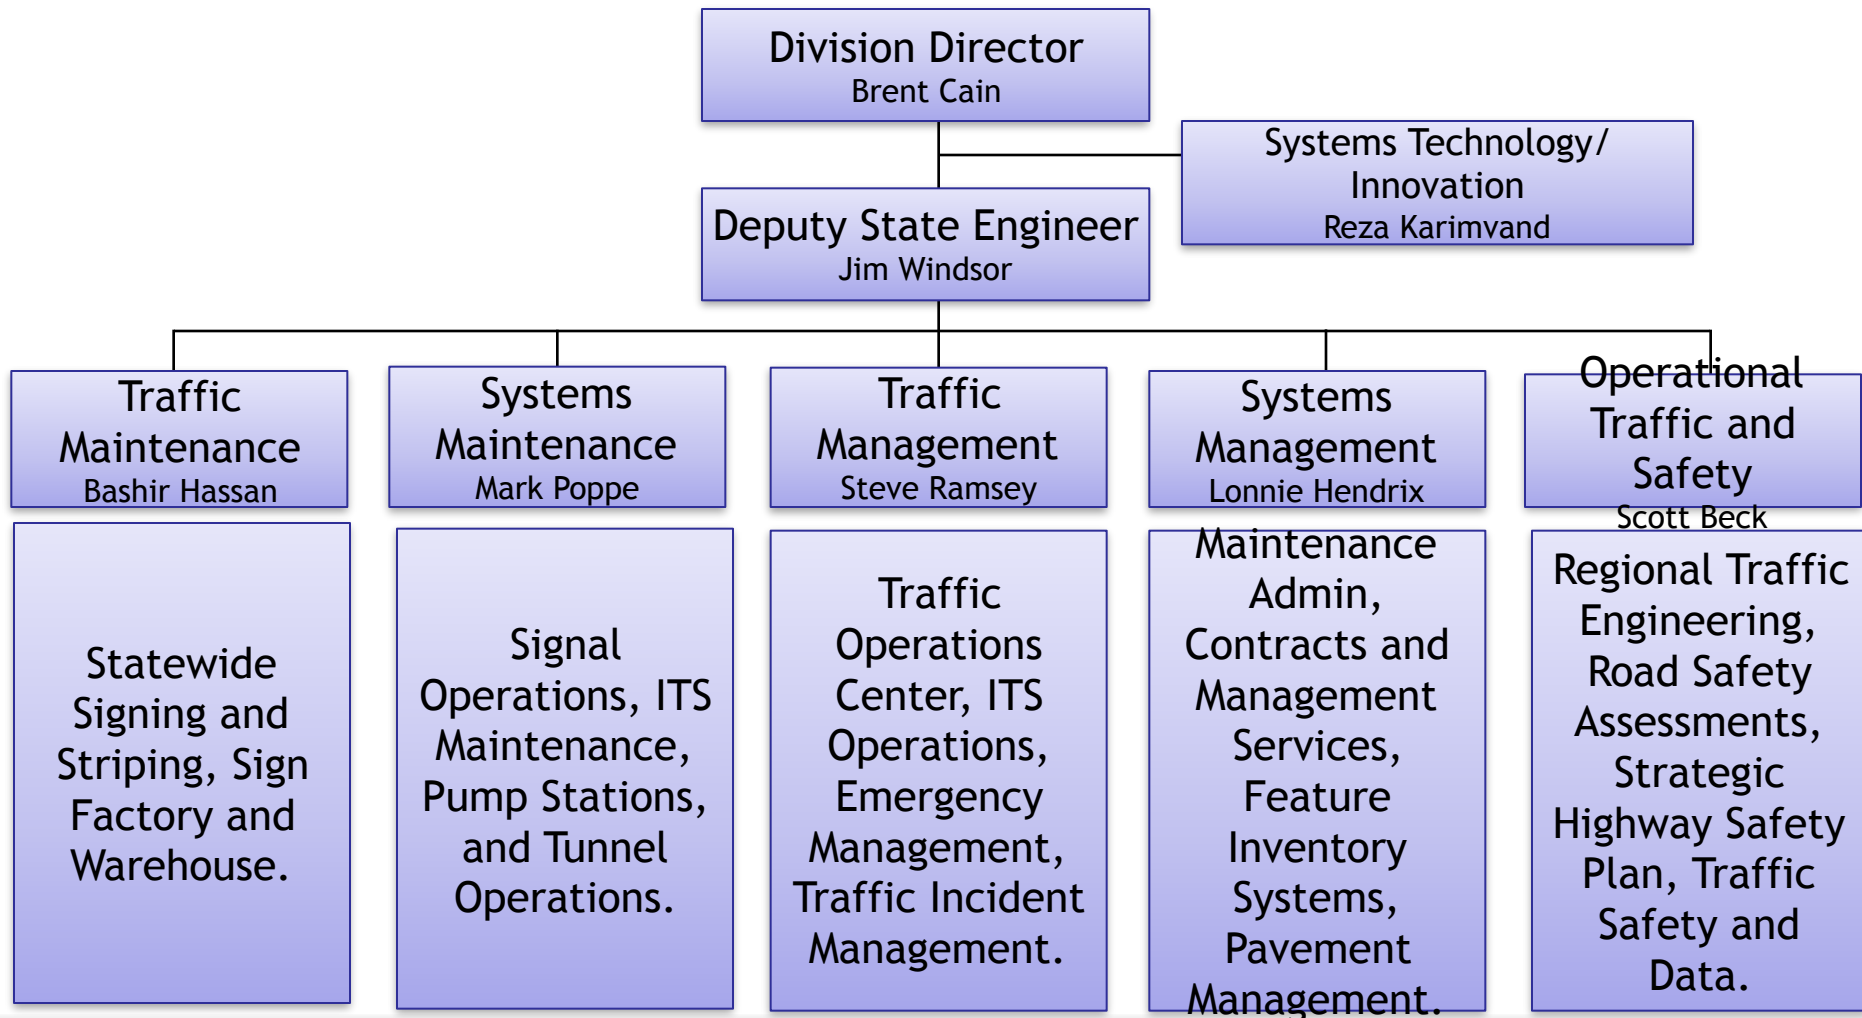 Division Director
Brent Cain
Systems Technology/
Innovation
Reza Karimvand
Deputy State Engineer
Jim Windsor
Traffic
Maintenance
Bashir Hassan
Systems
Maintenance
Mark Poppe
Traffic
Management
Steve Ramsey
Systems
Management
Lonnie Hendrix
Operational
Traffic and
Safety
Scott Beck
Statewide
Signing and
Striping, Sign
Factory and
Warehouse.
Signal
Operations, ITS
Maintenance,
Pump Stations,
and Tunnel
Operations.
Traffic
Operations
Center, ITS
Operations,
Emergency
Management,
Traffic Incident
Management.
Maintenance
Admin,
Contracts and
Management
Services,
Feature
Inventory
Systems,
Pavement
Management.
Regional Traffic
Engineering,
Road Safety
Assessments,
Strategic
Highway Safety
Plan, Traffic
Safety and
Data.